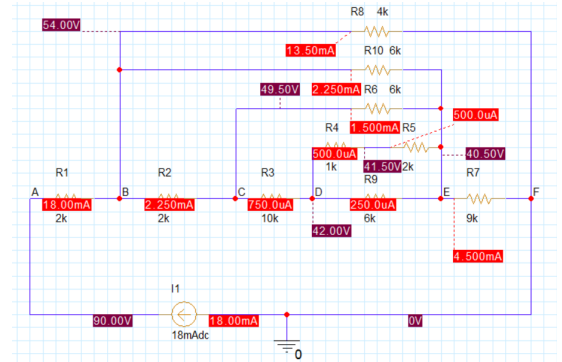 R8 4k
54.00V
13.50mA
R10 6k
2.250mA
49.50V
R6 6k
1.500mA
500.0uA
R4 R5
500.0uA
41.50V
40.50V
1k 2k
R1 R2 R3 R9 R7
A B C D E F
18.00mA 2.250mA 750.0uA 250.0uA
2k 2k 10k 6k 9k
42.00V
4.500mA
I1
90.00V 18.00mA 0V
18mAdc
0